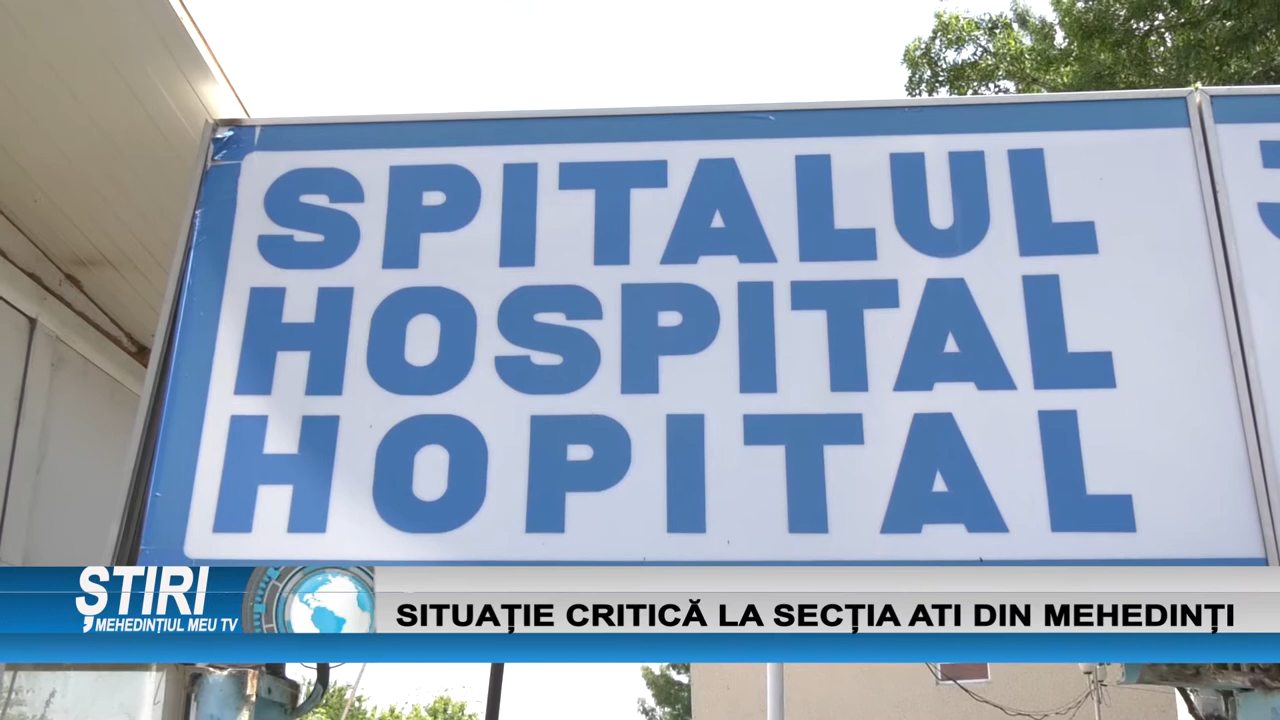 SPITALUL
HOSPITAL
HOPITAL
ȘTIRI
MEHEDINȚIUL MEU TV
SITUAȚIE CRITICĂ LA SECȚIA ATI DIN MEHEDINȚI